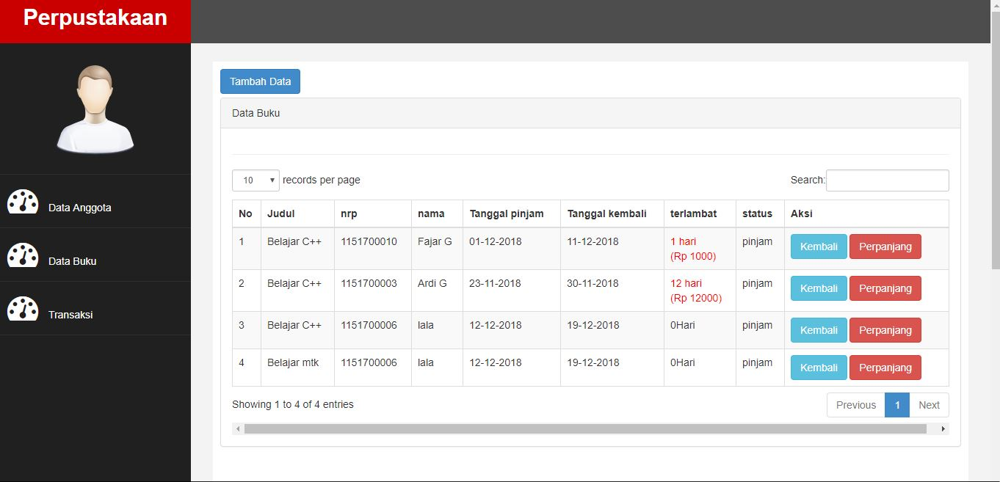 Perpustakaan
Data Anggota
Data Buku
Transaksi
Tambah Data
Data Buku
10 records per page Search:
No Judul nrp nama Tanggal pinjam Tanggal kembali terlambat status Aksi
1 Belajar C++ 1151700010 Fajar G 01-12-2018 11-12-2018 1 hari pinjam Kembali Perpanjang
(Rp 1000)
2 Belajar C++ 1151700003 Ardi G 23-11-2018 30-11-2018 12 hari pinjam Kembali Perpanjang
(Rp 12000)
3 Belajar C++ 1151700006 lala 12-12-2018 19-12-2018 0Hari pinjam Kembali Perpanjang
4 Belajar mtk 1151700006 lala 12-12-2018 19-12-2018 0Hari pinjam Kembali Perpanjang
Showing 1 to 4 of 4 entries Previous 1 Next